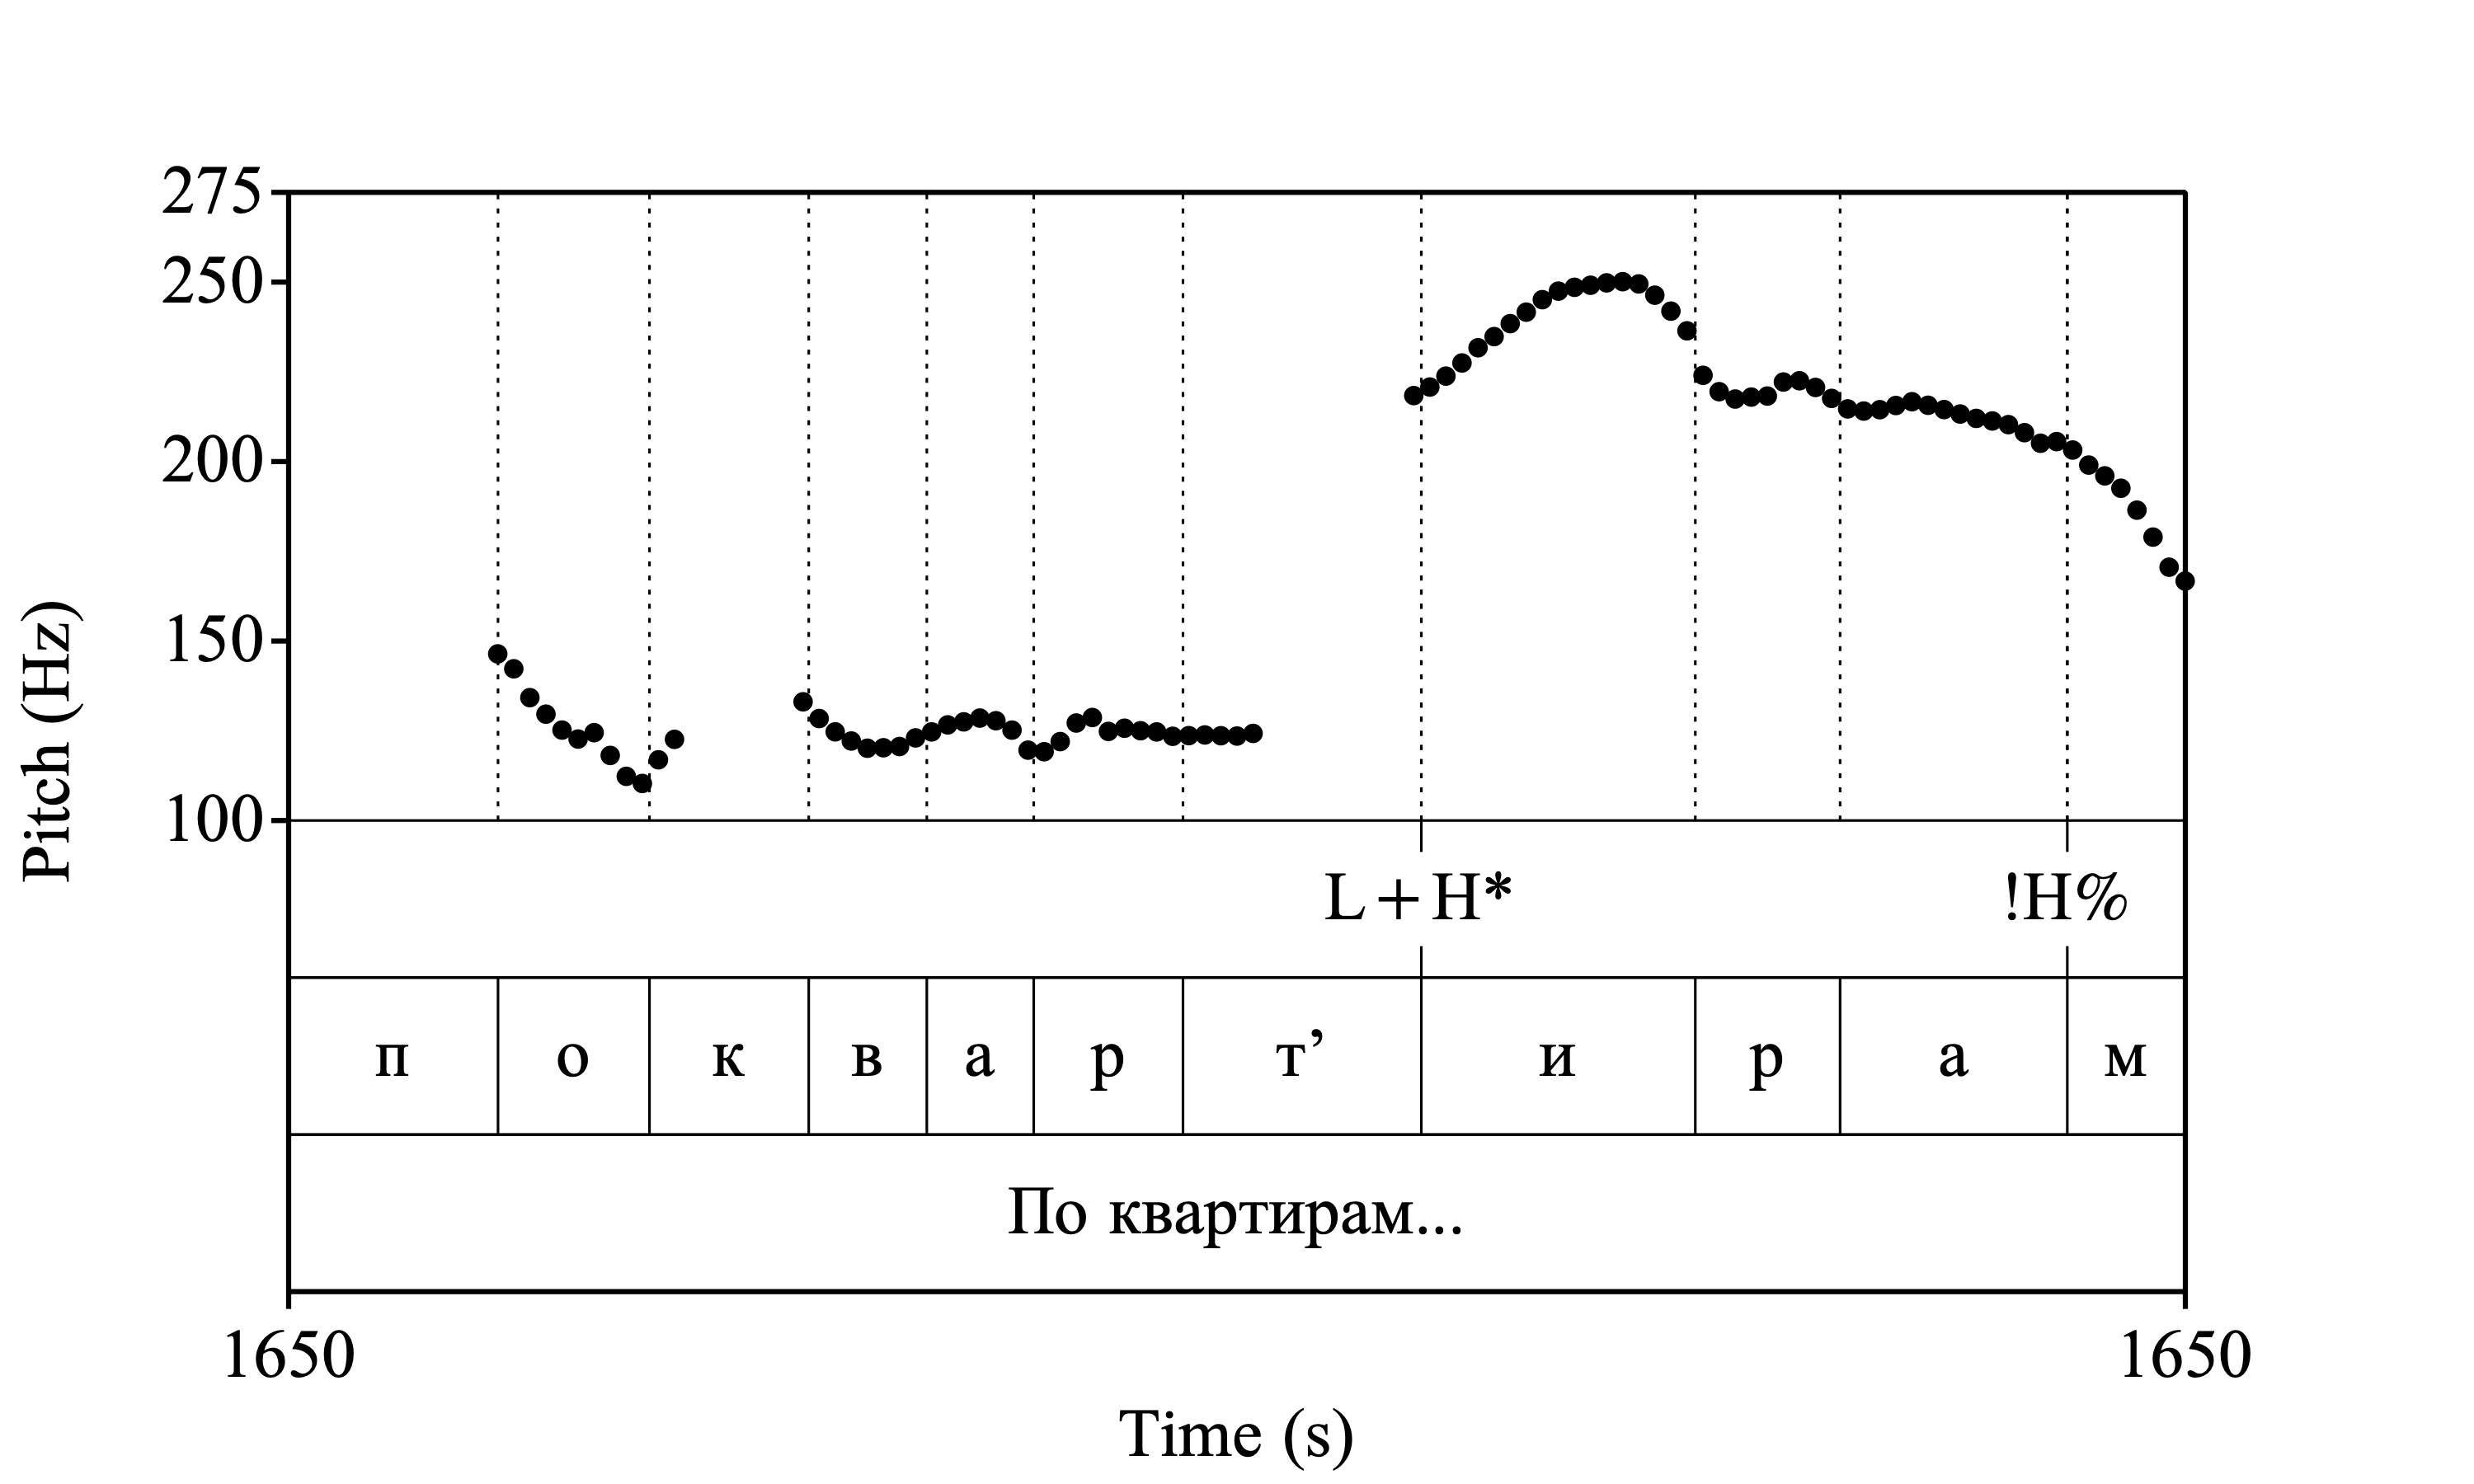 275
250
200
150
100
Pitch (Hz)
L+H* !H%
п о к в а р т’ и р а м
По квартирам...
1650 1650
Time (s)